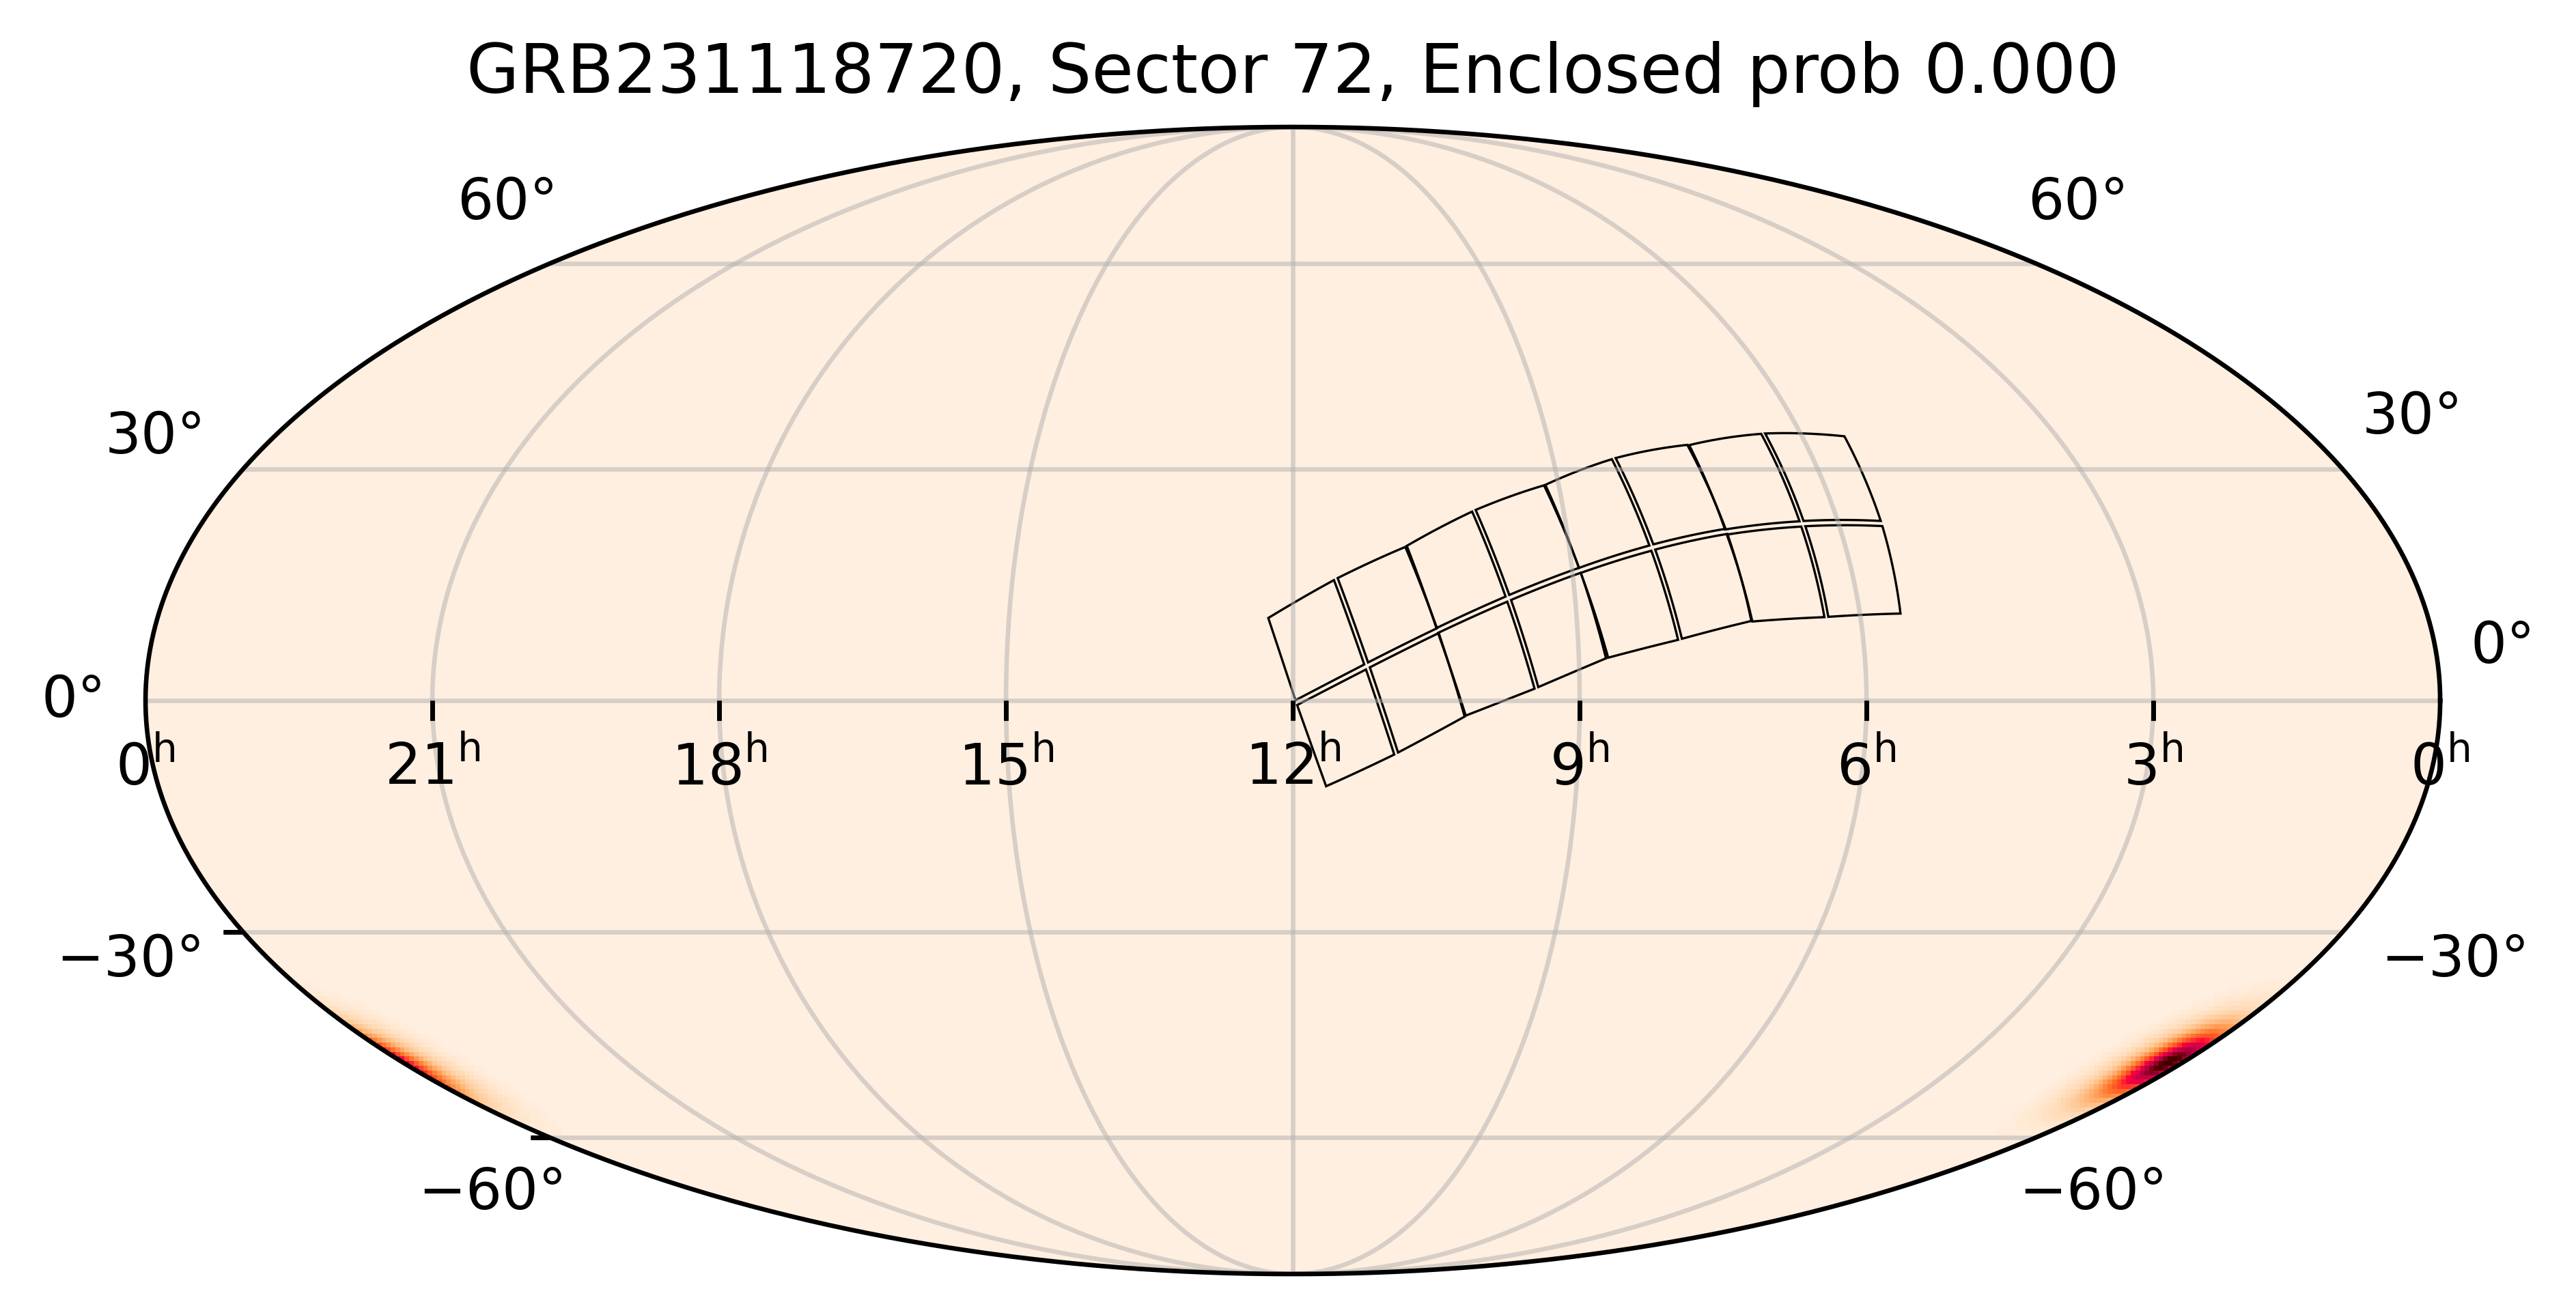 GRB231118720, Sector 72, Enclosed prob 0.000
60° 60°
30° 30°
0° 0°
0ʰ 21ʰ 18ʰ 15ʰ 12ʰ 9ʰ 6ʰ 3ʰ 0ʰ
−30° −30°
−60° −60°